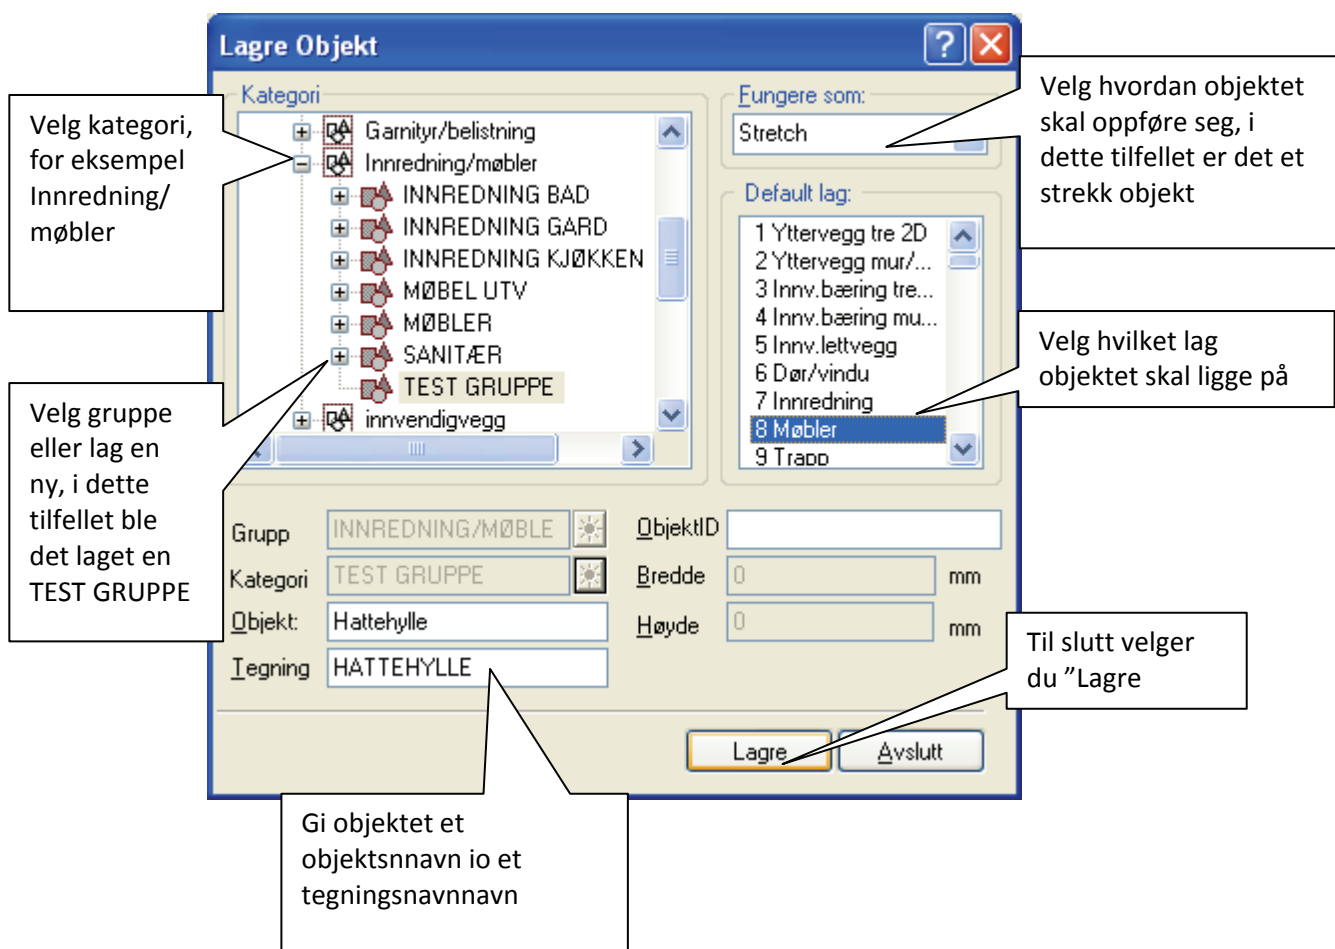 Lagre Objekt
Velg kategori,
for eksempel
Innredning/
møbler
Kategori
Garnityr/belistning
Innredning/møbler
INNREDNING BAD
INNREDNING GARD
INNREDNING KJØKKEN
MØBEL UTV
MØBLER
SANITÆR
TEST GRUPPE
innvendigvegg
Fungere som:
Stretch
Velg hvordan objektet
skal oppføre seg, i
dette tilfellet er det et
strekk objekt
Default lag:
1 Yttervegg tre 2D
2 Yttervegg mur/...
3 Innv.bæring tre...
4 Innv.bæring mu...
5 Innv.lettvegg
6 Dør/vindu
7 Innredning
8 Møbler
9 Trapp
Velg hvilket lag
objektet skal ligge på
Velg gruppe
eller lag en
ny, i dette
tilfellet ble
det laget en
TEST GRUPPE
Grupp INNREDNING/MØBLE
Kategori TEST GRUPPE
Objekt: Hattehylle
Tegning HATTEHYLLE
ObjektID
Bredde 0 mm
Høyde 0 mm
Til slutt velger
du ”Lagre
Lagre Avslutt
Gi objektet et
objektsnnavn io et
tegningsnavnnavn